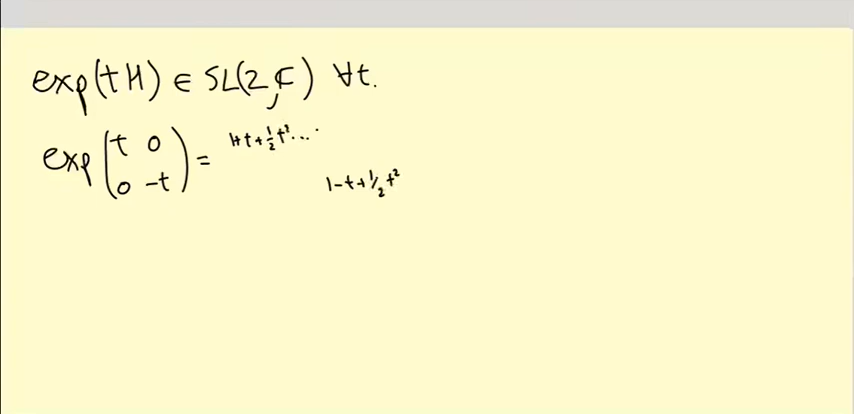 exp(tH) ∈ SL(2,ℂ) ∀t.
exp (t 0 0 -t) = 1+t+½t²...
1-t+½t²